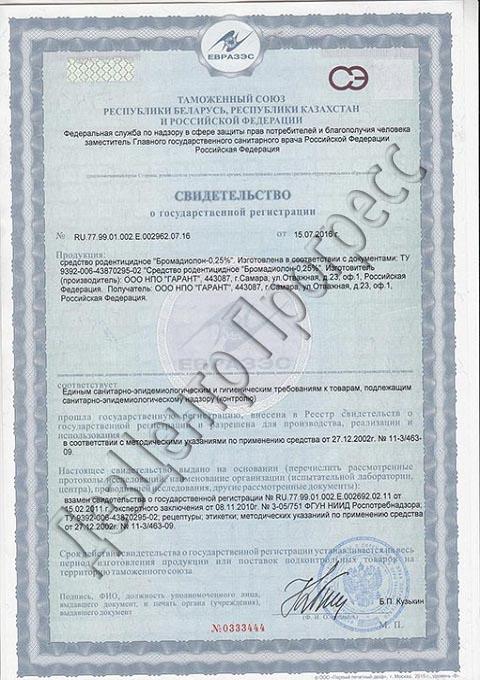 ЕВРАЗЭС
СЭ
ТАМОЖЕННЫЙ СОЮЗ
РЕСПУБЛИКИ БЕЛАРУСЬ, РЕСПУБЛИКИ КАЗАХСТАН
И РОССИЙСКОЙ ФЕДЕРАЦИИ
Федеральная служба по надзору в сфере защиты прав потребителей и благополучия человека
заместитель Главного государственного санитарного врача Российской Федерации
Российская Федерация
СВИДЕТЕЛЬСТВО
о государственной регистрации
№ RU.77.99.01.002.Е.002962.07.16 от 15.07.2016 г.
Продукция:
средство родентицидное "Бромадиолон-0,25%". Изготовлена в соответствии с документами: ТУ
9392-006-43870295-02 "Средство родентицидное "Бромадиолон-0,25%". Изготовитель
(производитель): ООО НПО "ГАРАНТ", 443087, г.Самара, ул.Отважная, д.23, оф.1, Российская
Федерация. Получатель: ООО НПО "ГАРАНТ", 443087, г.Самара, ул.Отважная, д.23, оф.1,
Российская Федерация.
ЕВРАЗЭС
соответствует
Единым санитарно-эпидемиологическим и гигиеническим требованиям к товарам, подлежащим
санитарно-эпидемиологическому надзору (контролю)
прошла государственную регистрацию, внесена в Реестр свидетельств о
государственной регистрации и разрешена для производства, реализации и
использования
в соответствии с методическими указаниями по применению средства от 27.12.2002г. № 11-3/463-
09.
Настоящее свидетельство выдано на основании (перечислить рассмотренные
протоколы исследований, наименование организации (испытательной лаборатории,
центра), проводившей исследования, другие рассмотренные документы):
взамен свидетельства о государственной регистрации № RU.77.99.01.002.Е.002692.02.11 от
15.02.2011 г.; экспертного заключения от 08.11.2010г. № 3-05/751 ФГУН НИИД Роспотребнадзора;
ТУ 9392-006-43870295-02, рецептуры; этикетки; методических указаний по применению средства
от 27.12.2002г. № 11-3/463-09.
Срок действия свидетельства о государственной регистрации устанавливается на весь
период изготовления продукции или поставок подконтрольных товаров на
территорию таможенного союза
Подпись, ФИО, должность уполномоченного лица,
выдавшего документ, и печать органа (учреждения),
выдавшего документ
Б.П. Кузькин
(Ф. И. О./подпись)
М. П.
№0333444
ДезЦентр Прогресс